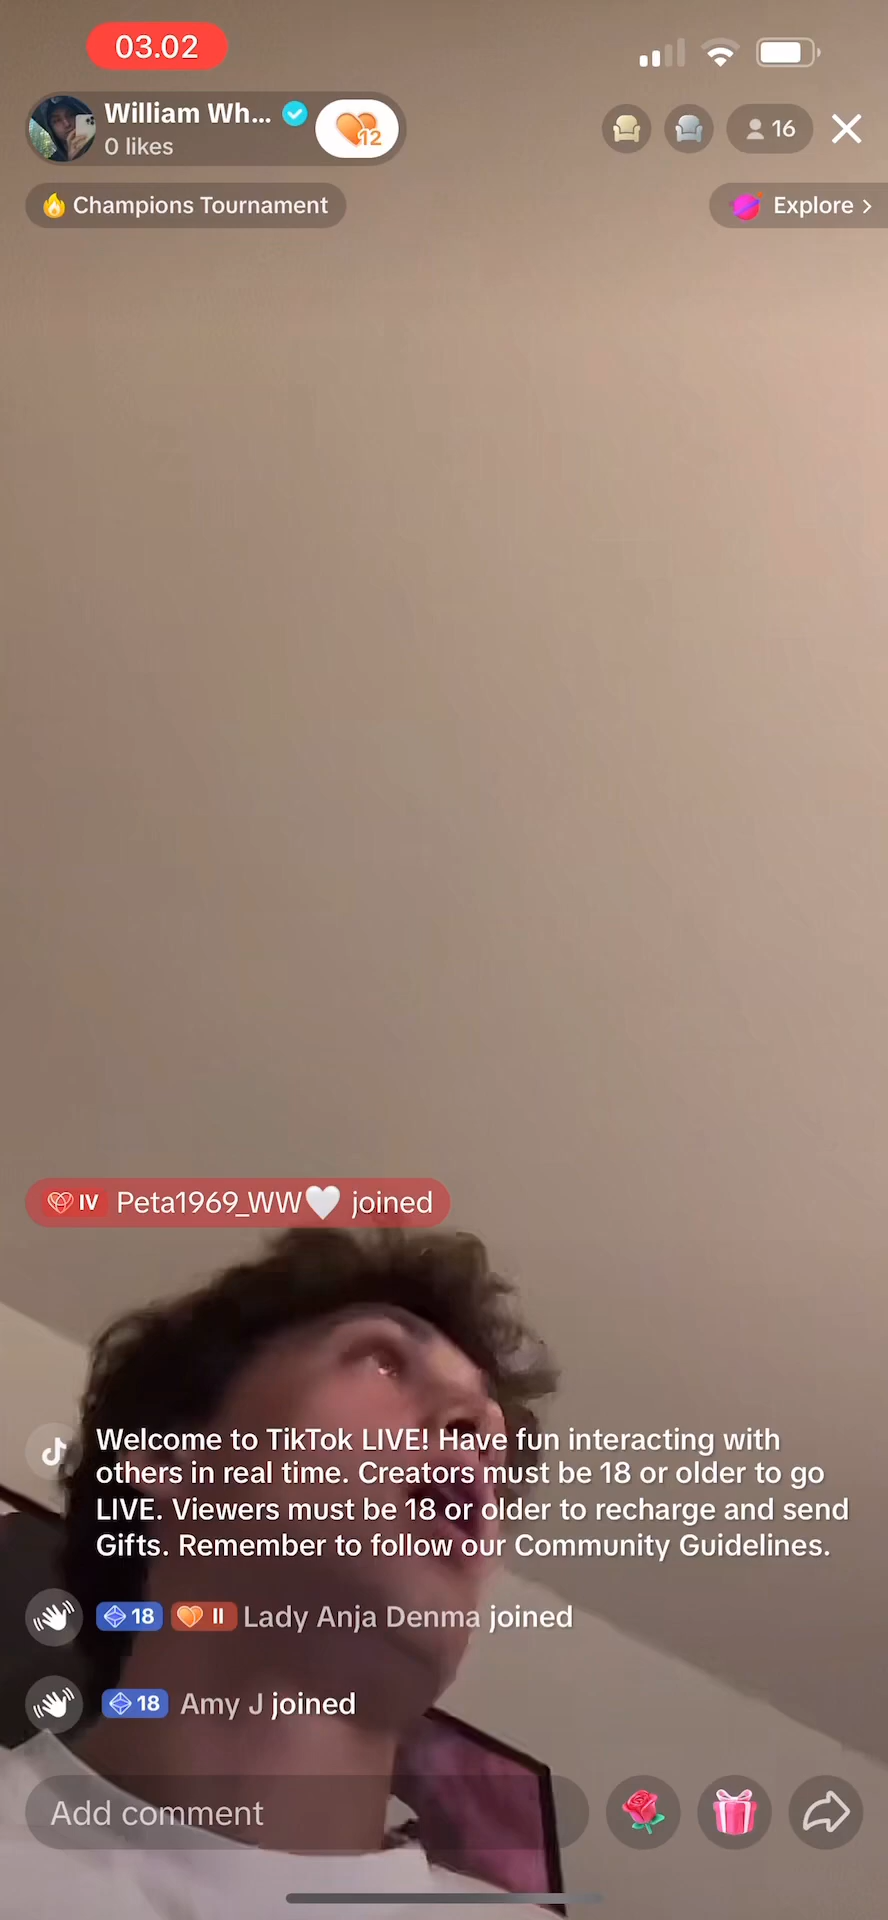 03.02
William Wh...
0 likes
12
16
Champions Tournament
Explore >
IV Peta1969_WW🤍 joined
Welcome to TikTok LIVE! Have fun interacting with
others in real time. Creators must be 18 or older to go
LIVE. Viewers must be 18 or older to recharge and send
Gifts. Remember to follow our Community Guidelines.
18 II Lady Anja Denma joined
18 Amy J joined
Add comment